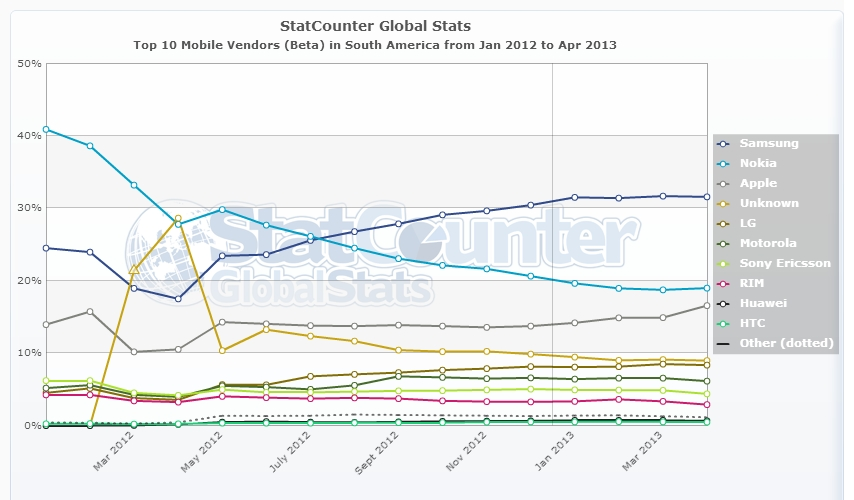 StatCounter Global Stats
Top 10 Mobile Vendors (Beta) in South America from Jan 2012 to Apr 2013
50%
40%
30%
20%
10%
0%
Mar 2012
May 2012
July 2012
Sept 2012
Nov 2012
Jan 2013
Mar 2013
StatCounter
GlobalStats
Samsung
Nokia
Apple
Unknown
LG
Motorola
Sony Ericsson
RIM
Huawei
HTC
Other (dotted)